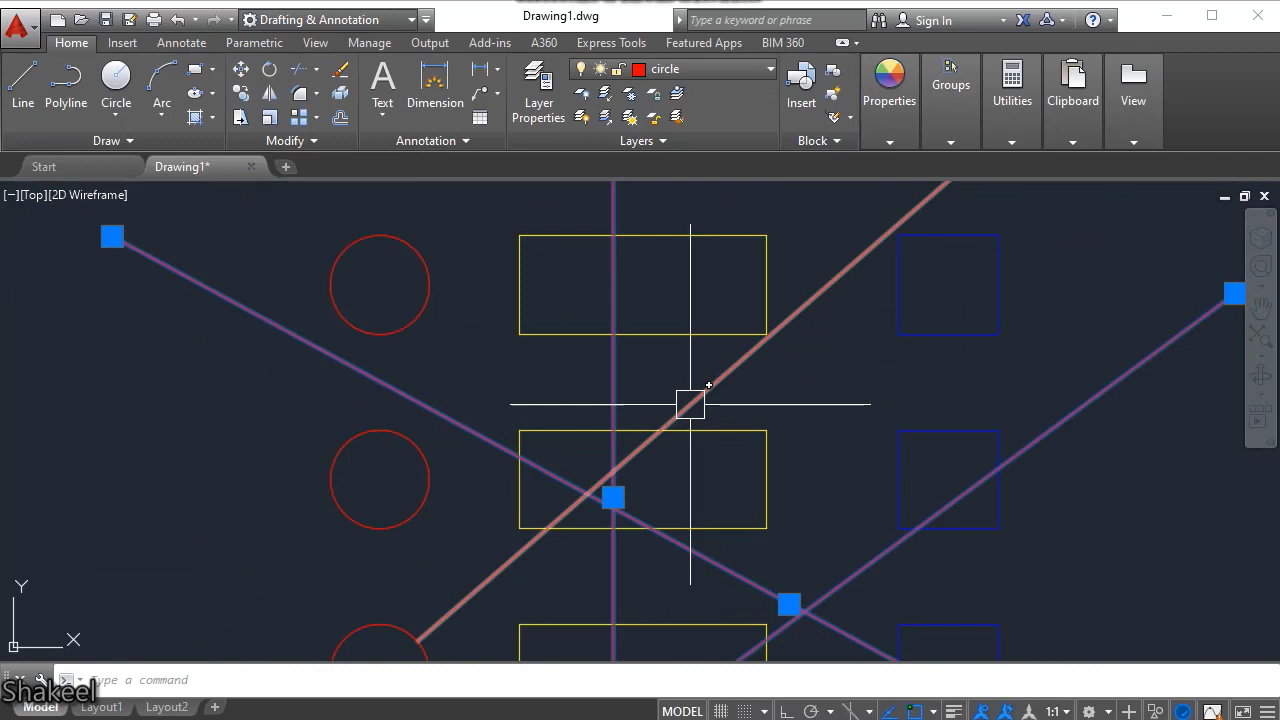 Drafting & Annotation
Drawing1.dwg
Type a keyword or phrase
Sign In
Home Insert Annotate Parametric View Manage Output Add-ins A360 Express Tools Featured Apps BIM 360
Line Polyline Circle Arc
Text Dimension
Layer Properties
circle
Insert
Properties
Groups
Utilities
Clipboard
View
Draw Modify Annotation Layers Block
Start Drawing1*
[−][Top][2D Wireframe]
Y
X
Type a command
Shakeel
Model Layout1 Layout2
MODEL 1:1